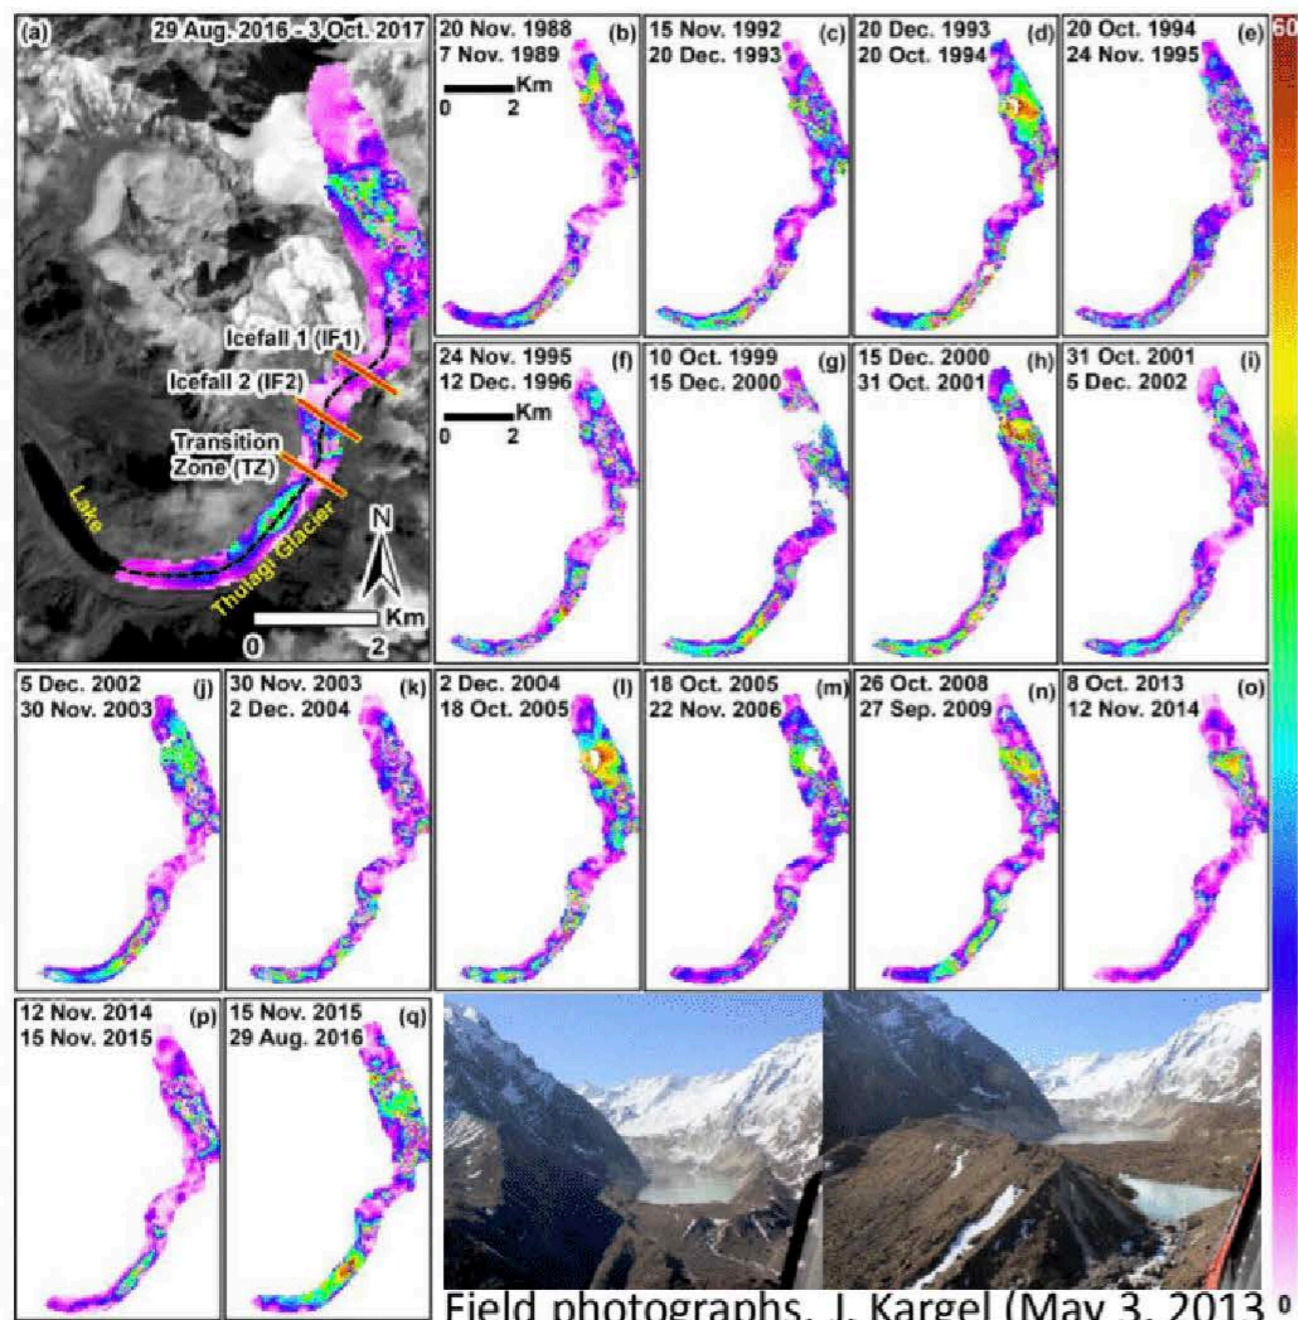 (a) 29 Aug. 2016 - 3 Oct. 2017
Icefall 1 (IF1)
Icefall 2 (IF2)
Transition
Zone (TZ)
Lake
Thulagi Glacier
N
Km
0 2
20 Nov. 1988 (b)
7 Nov. 1989
Km
0 2
15 Nov. 1992 (c)
20 Dec. 1993
20 Dec. 1993 (d)
20 Oct. 1994
20 Oct. 1994 (e)
24 Nov. 1995
60
24 Nov. 1995 (f)
12 Dec. 1996
Km
0 2
10 Oct. 1999 (g)
15 Dec. 2000
15 Dec. 2000 (h)
31 Oct. 2001
31 Oct. 2001 (i)
5 Dec. 2002
5 Dec. 2002 (j)
30 Nov. 2003
30 Nov. 2003 (k)
2 Dec. 2004
2 Dec. 2004 (l)
18 Oct. 2005
18 Oct. 2005 (m)
22 Nov. 2006
26 Oct. 2008 (n)
27 Sep. 2009
8 Oct. 2013 (o)
12 Nov. 2014
12 Nov. 2014 (p)
15 Nov. 2015
15 Nov. 2015 (q)
29 Aug. 2016
Field photographs, J. Kargel (May 3, 2013
0